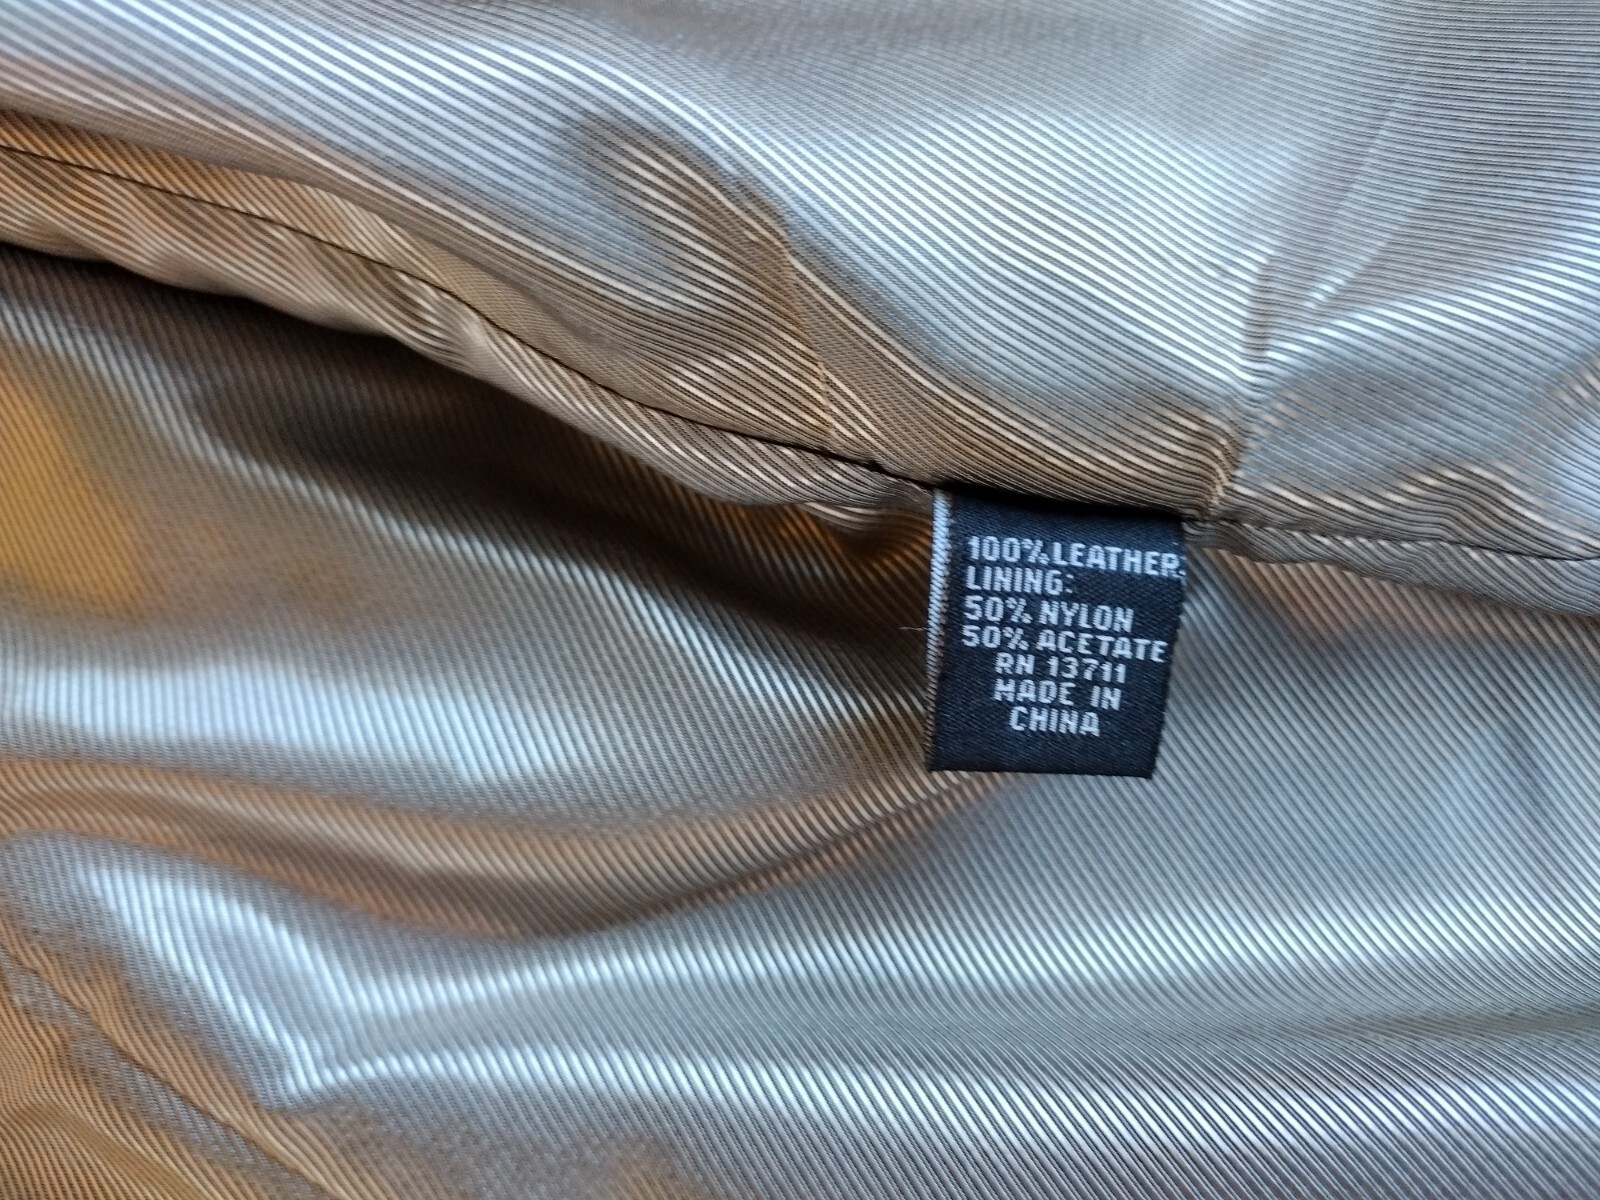 100% LEATHER
LINING:
50% NYLON
50% ACETATE
RN 13711
MADE IN
CHINA